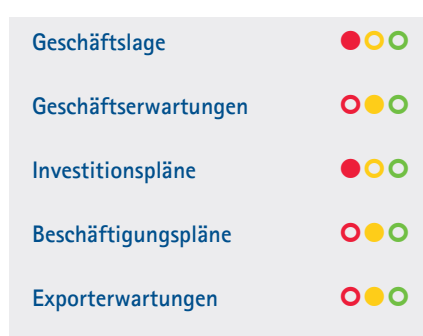 Geschäftslage
Geschäftserwartungen
Investitionspläne
Beschäftigungspläne
Exporterwartungen